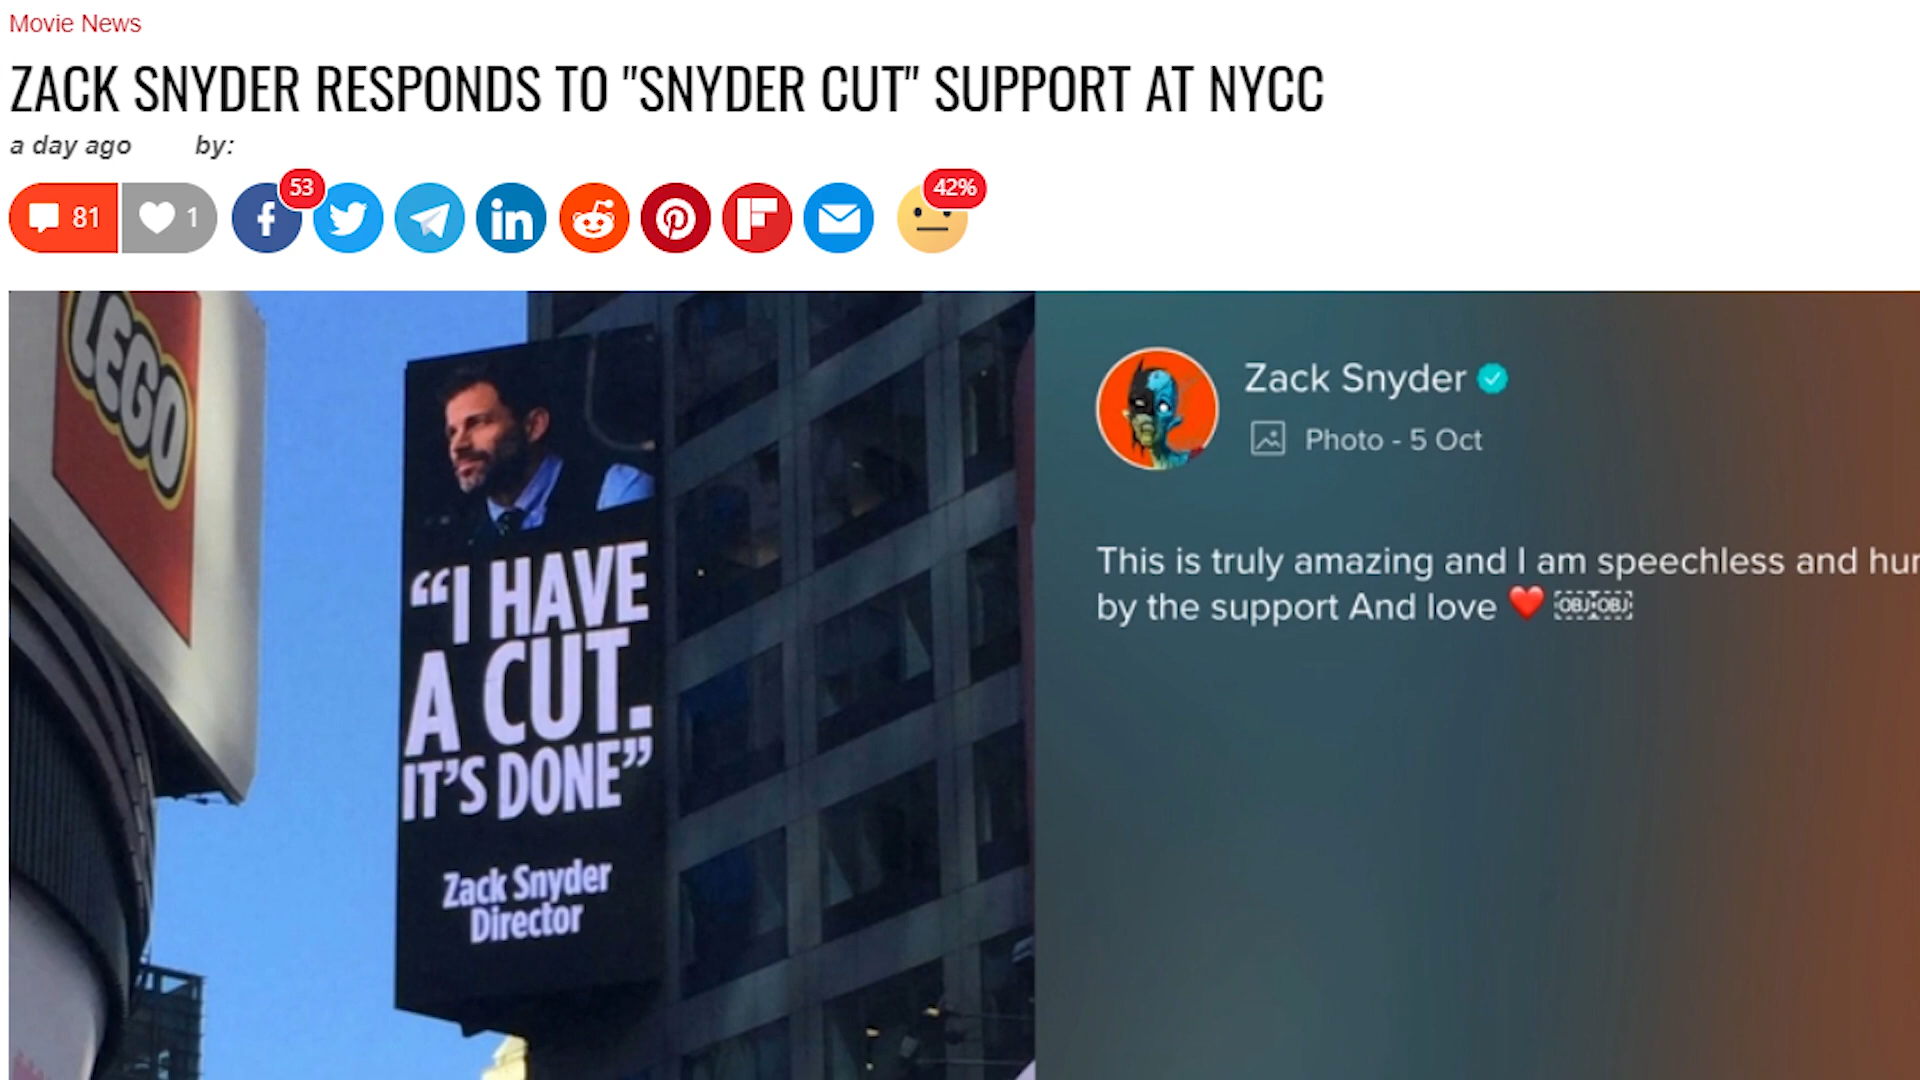 Movie News
ZACK SNYDER RESPONDS TO "SNYDER CUT" SUPPORT AT NYCC
a day ago by:
81 1 53 42%
LEGO
“I HAVE
A CUT.
IT’S DONE”
Zack Snyder
Director
Zack Snyder
Photo - 5 Oct
This is truly amazing and I am speechless and
by the support And love ❤️ OBJ OBJ